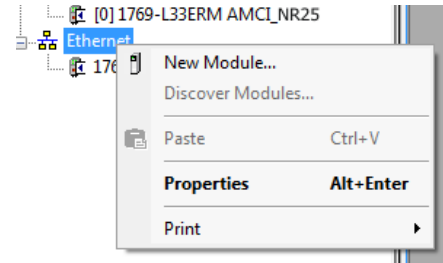 [0] 1769-L33ERM AMCI_NR25
Ethernet
176
New Module...
Discover Modules...
Paste Ctrl+V
Properties Alt+Enter
Print